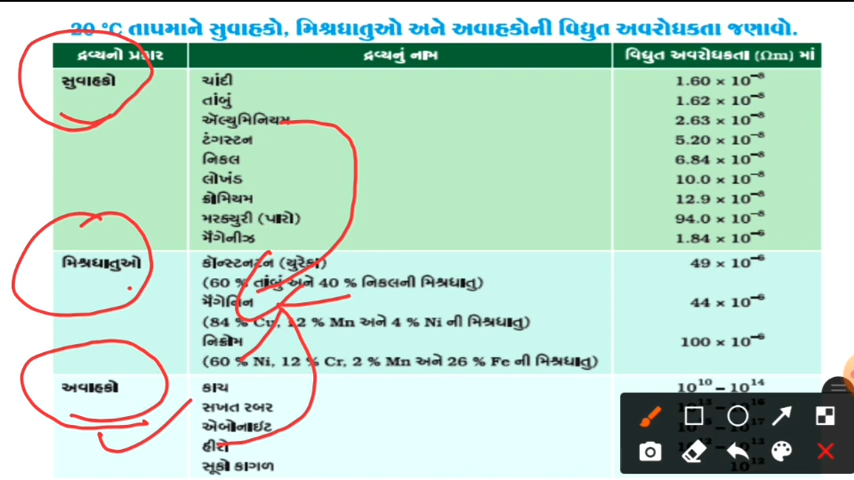 20 °C તાપમાને સુવાહકો, મિશ્રધાતુઓ અને અવાહકોની વિદ્યુત અવરોધકતા જણાવો.
દ્રવ્યનો પ્રકાર દ્રવ્યનું નામ વિદ્યુત અવરોધકતા (Ωm) માં
સુવાહકો ચાંદી 1.60 × 10⁻⁸
તાંબું 1.62 × 10⁻⁸
ઍલ્યુમિનિયમ 2.63 × 10⁻⁸
ટંગસ્ટન 5.20 × 10⁻⁸
નિકલ 6.84 × 10⁻⁸
લોખંડ 10.0 × 10⁻⁸
ક્રોમિયમ 12.9 × 10⁻⁸
મરક્યુરી (પારો) 94.0 × 10⁻⁸
મૅંગેનીઝ 1.84 × 10⁻⁶
મિશ્રધાતુઓ કૉન્સ્ટનટન (યુરેકા) 49 × 10⁻⁶
(60 % તાંબું અને 40 % નિકલની મિશ્રધાતુ)
મૅંગેનિન 44 × 10⁻⁶
(84 % Cu, 12 % Mn અને 4 % Ni ની મિશ્રધાતુ)
નિક્રોમ 100 × 10⁻⁶
(60 % Ni, 12 % Cr, 2 % Mn અને 26 % Fe ની મિશ્રધાતુ)
અવાહકો કાચ 10¹⁰ – 10¹⁴
સખત રબર
એબોનાઈટ
હીરો
સૂકો કાગળ 10¹²